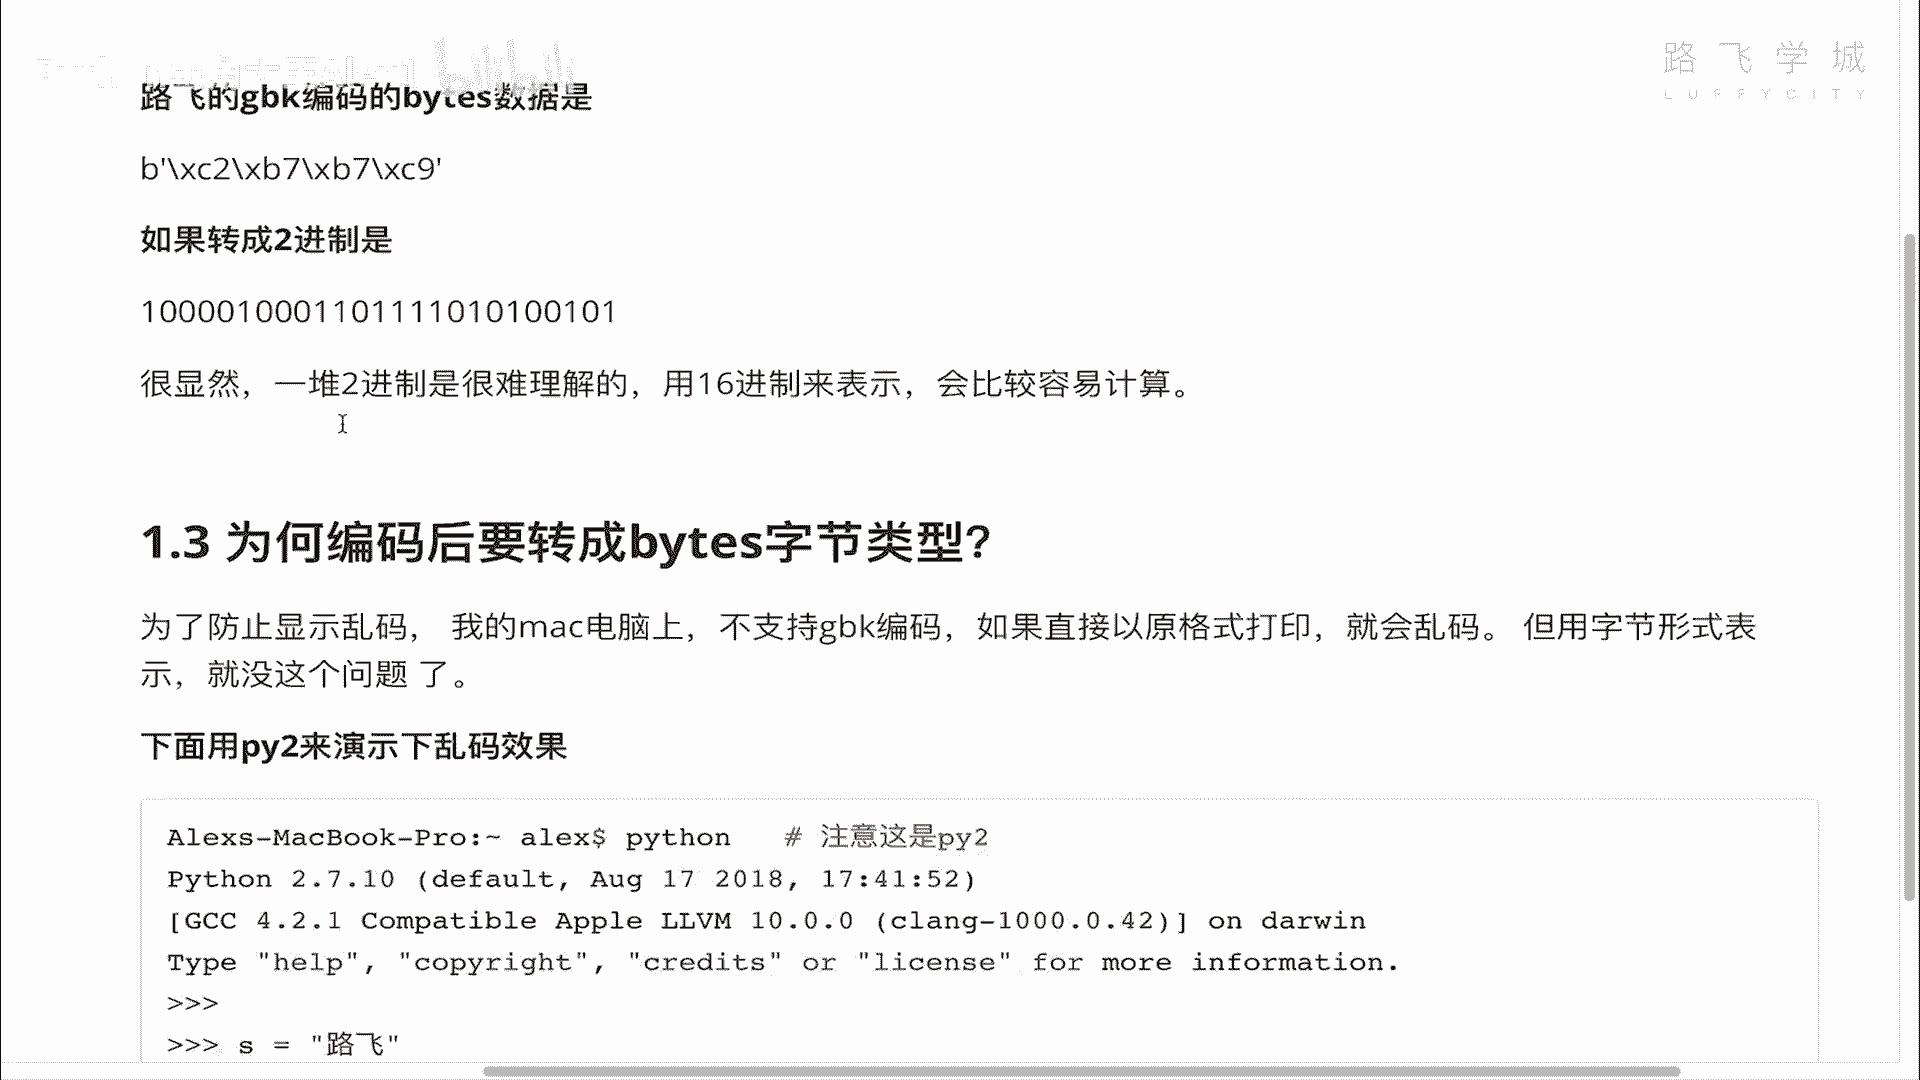 路飞学城
LUFFYCITY
路飞的gbk编码的bytes数据是
b'\xc2\xb7\xb7\xc9'
如果转成2进制是
1000010001101111010100101
很显然，一堆2进制是很难理解的，用16进制来表示，会比较容易计算。
1.3 为何编码后要转成bytes字节类型？
为了防止显示乱码， 我的mac电脑上，不支持gbk编码，如果直接以原格式打印，就会乱码。 但用字节形式表
示，就没这个问题 了。
下面用py2来演示下乱码效果
Alexs-MacBook-Pro:~ alex$ python   # 注意这是py2
Python 2.7.10 (default, Aug 17 2018, 17:41:52)
[GCC 4.2.1 Compatible Apple LLVM 10.0.0 (clang-1000.0.42)] on darwin
Type "help", "copyright", "credits" or "license" for more information.
>>>
>>> s = "路飞"